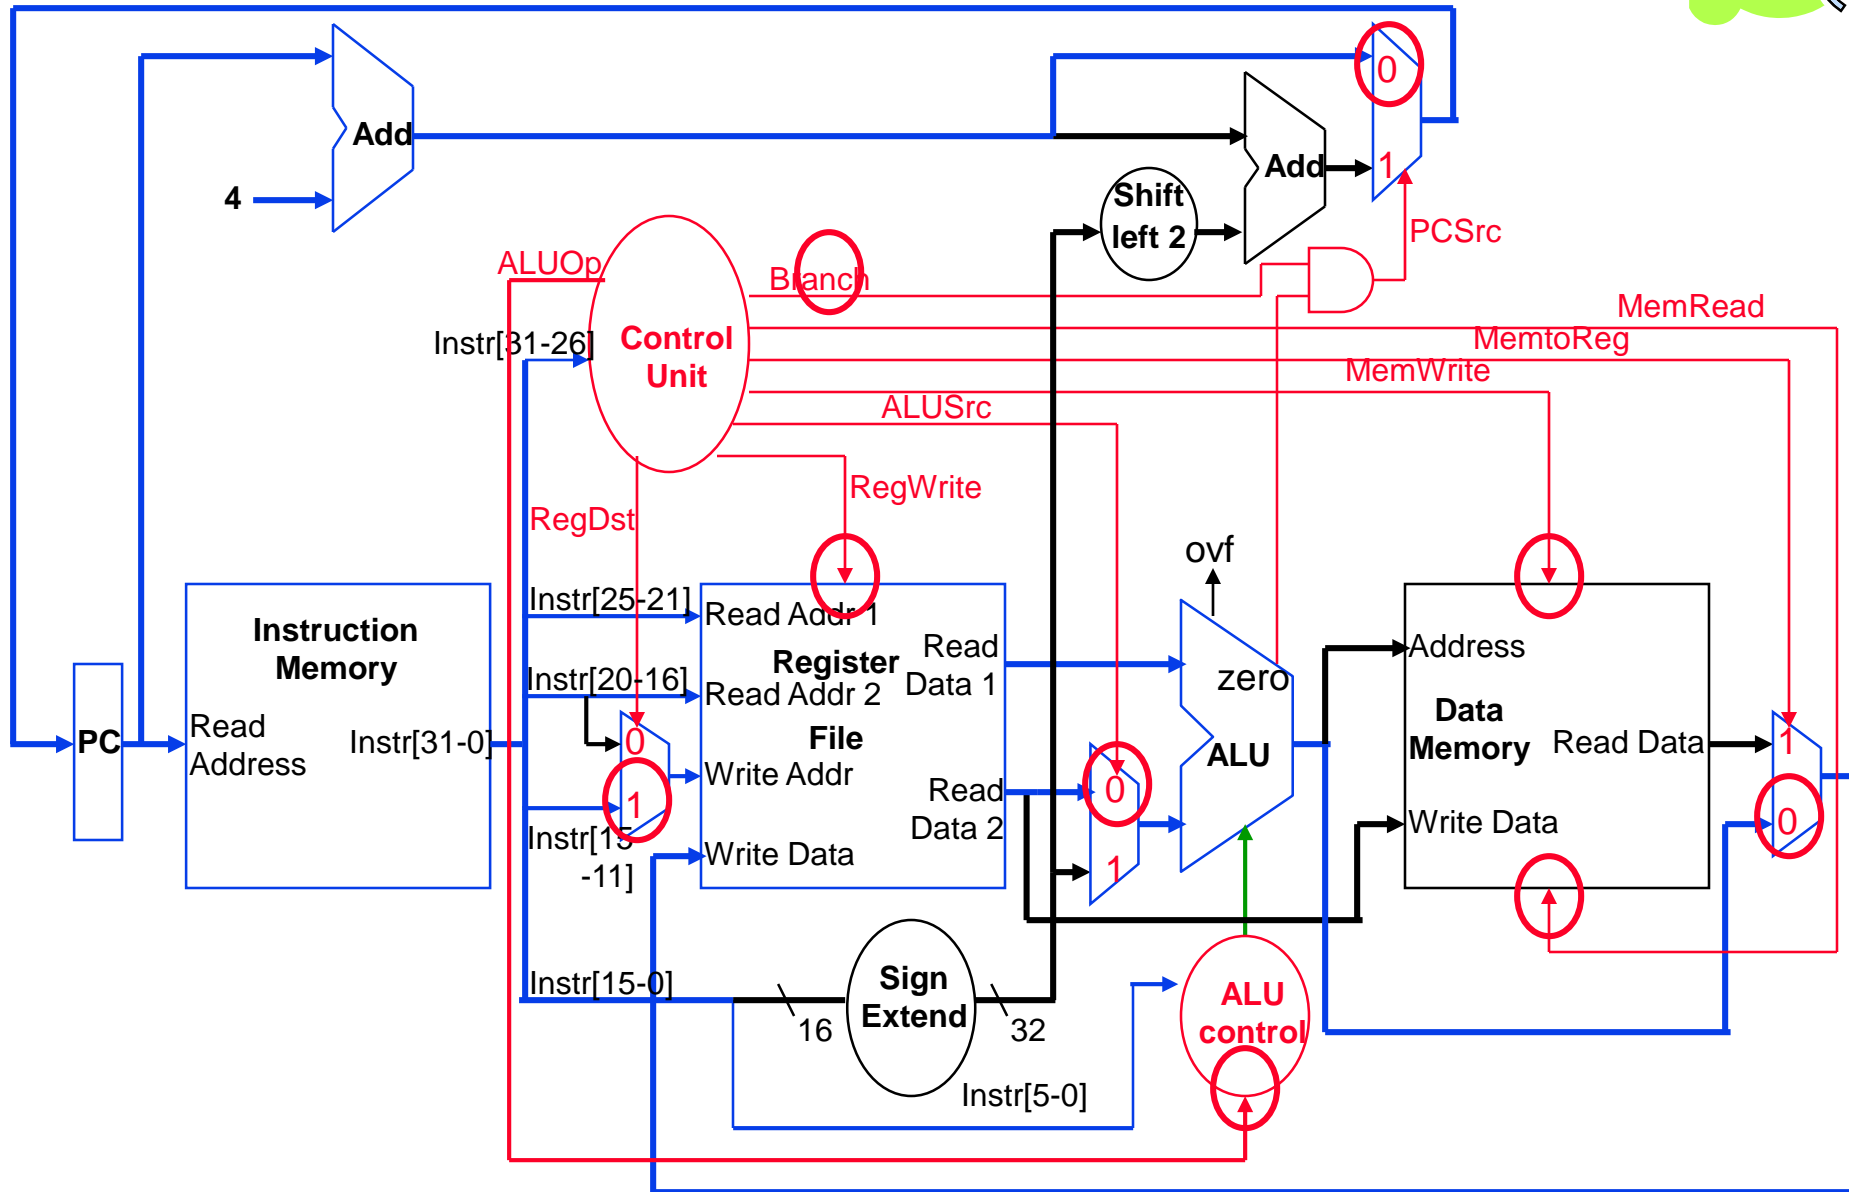 0
Add
Add
1
4
Shift
left 2
PCSrc
ALUOp
Branch
MemRead
Instr[31-26]
Control
Unit
MemtoReg
MemWrite
ALUSrc
RegWrite
RegDst
ovf
Instr[25-21]
Read Addr 1
Instruction
Memory
Register
File
Read
Data 1
zero
Address
Instr[20-16]
Read Addr 2
Data
Memory
PC
Read
Address
Instr[31-0]
0
Write Addr
ALU
Read Data
1
1
Read
Data 2
0
Write Data
0
Instr[15
-11]
Write Data
1
Instr[15-0]
Sign
Extend
16
32
ALU
control
Instr[5-0]